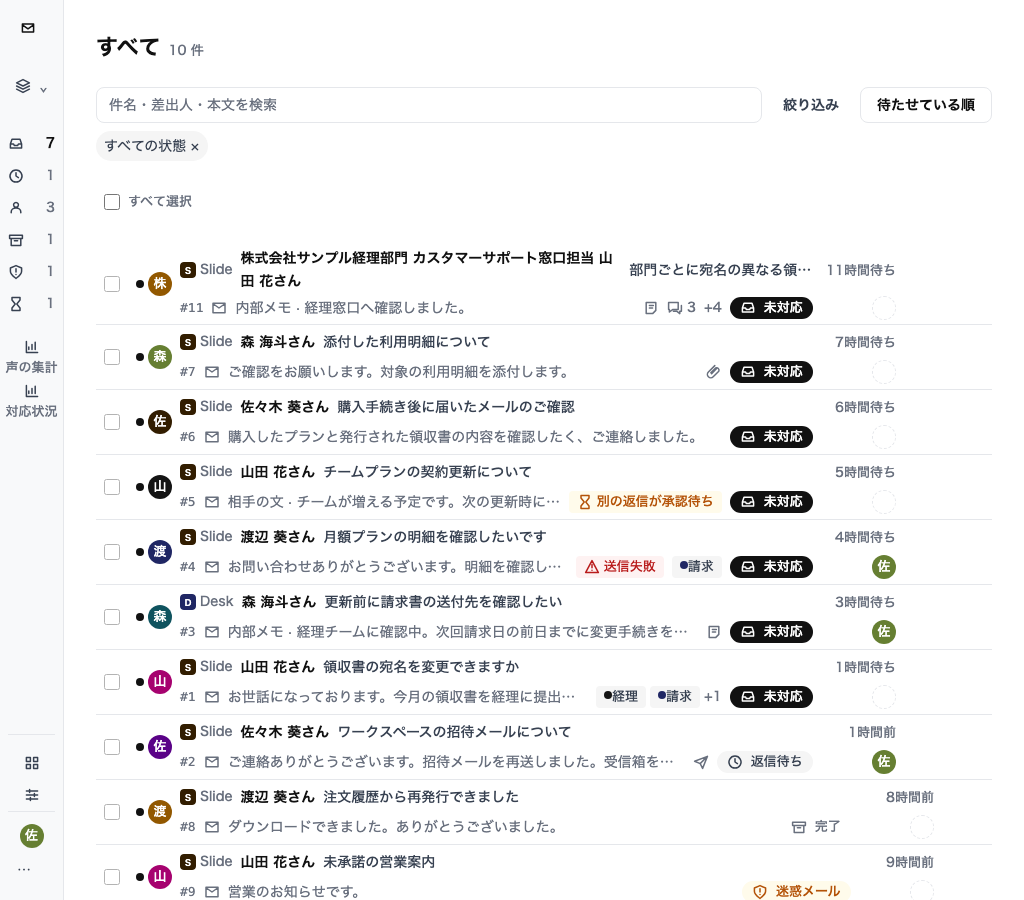 すべて 10 件
件名・差出人・本文を検索
絞り込み
待たせている順
すべての状態 ×
7
1
3
1
1
1
声の集計
対応状況
佐
すべて選択
株 S Slide 株式会社サンプル経理部門 カスタマーサポート窓口担当 山田 花さん 部門ごとに宛名の異なる領… 11時間待ち
#11 内部メモ · 経理窓口へ確認しました。 3 +4 未対応
森 S Slide 森 海斗さん 添付した利用明細について 7時間待ち
#7 ご確認をお願いします。対象の利用明細を添付します。 未対応
佐 S Slide 佐々木 葵さん 購入手続き後に届いたメールのご確認 6時間待ち
#6 購入したプランと発行された領収書の内容を確認したく、ご連絡しました。 未対応
山 S Slide 山田 花さん チームプランの契約更新について 5時間待ち
#5 相手の文 · チームが増える予定です。次の更新時に… 別の返信が承認待ち 未対応
渡 S Slide 渡辺 葵さん 月額プランの明細を確認したいです 4時間待ち
#4 お問い合わせありがとうございます。明細を確認し… 送信失敗 請求 未対応 佐
森 D Desk 森 海斗さん 更新前に請求書の送付先を確認したい 3時間待ち
#3 内部メモ · 経理チームに確認中。次回請求日の前日までに変更手続きを… 未対応 佐
山 S Slide 山田 花さん 領収書の宛名を変更できますか 1時間待ち
#1 お世話になっております。今月の領収書を経理に提出… 経理 請求 +1 未対応
佐 S Slide 佐々木 葵さん ワークスペースの招待メールについて 1時間前
#2 ご連絡ありがとうございます。招待メールを再送しました。受信箱を… 返信待ち 佐
渡 S Slide 渡辺 葵さん 注文履歴から再発行できました 8時間前
#8 ダウンロードできました。ありがとうございました。 完了
山 S Slide 山田 花さん 未承諾の営業案内 9時間前
#9 営業のお知らせです。 迷惑メール